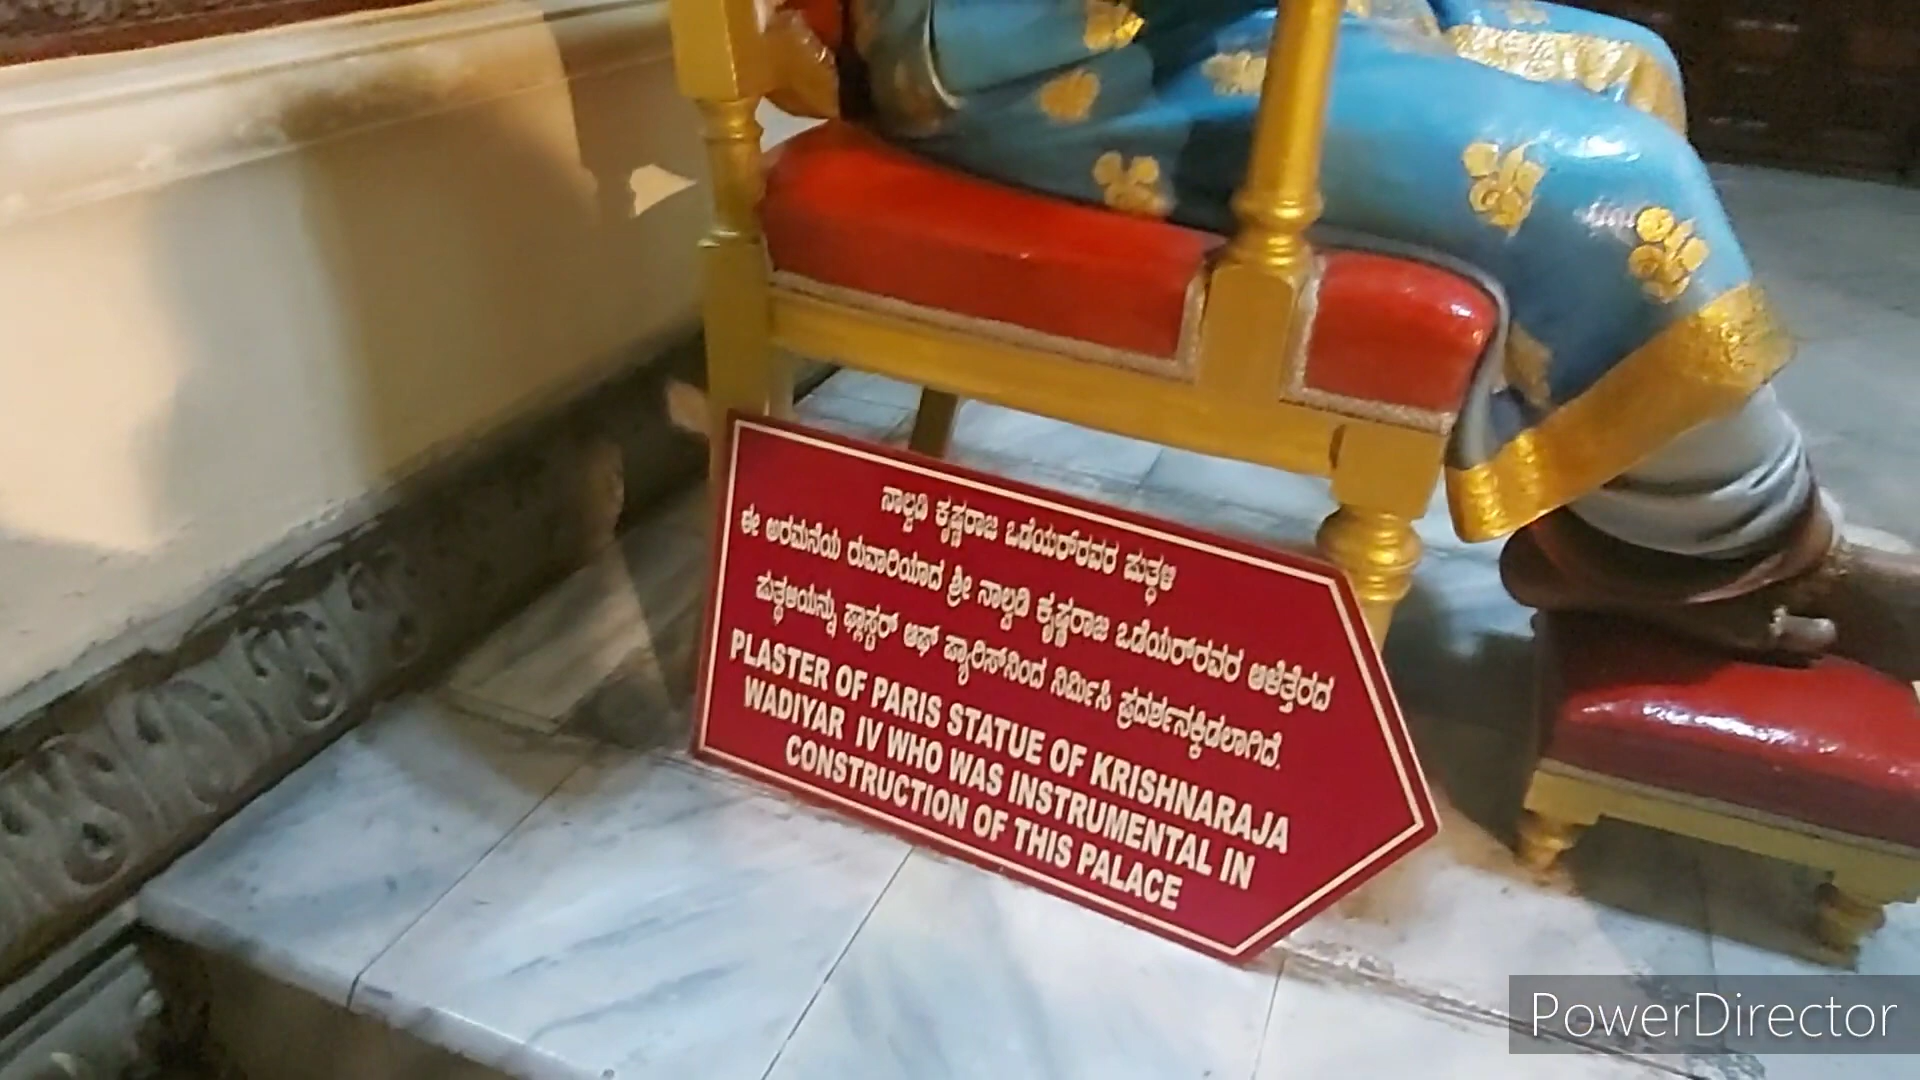 ನಾಲ್ವಡಿ ಕೃಷ್ಣರಾಜ ಒಡೆಯರ್‌ರವರ ಪುತ್ಥಳಿ
ಈ ಅರಮನೆಯ ರುವಾರಿಯಾದ ಶ್ರೀ ನಾಲ್ವಡಿ ಕೃಷ್ಣರಾಜ ಒಡೆಯರ್‌ರವರ ಆಳೆತ್ತೆರದ
ಪುತ್ಥಳಿಯನ್ನು ಪ್ಲಾಸ್ಟರ್ ಆಫ್ ಪ್ಯಾರಿಸ್‌ನಿಂದ ನಿರ್ಮಿಸಿ ಪ್ರದರ್ಶನಕ್ಕಿಡಲಾಗಿದೆ.
PLASTER OF PARIS STATUE OF KRISHNARAJA
WADIYAR IV WHO WAS INSTRUMENTAL IN
CONSTRUCTION OF THIS PALACE
PowerDirector